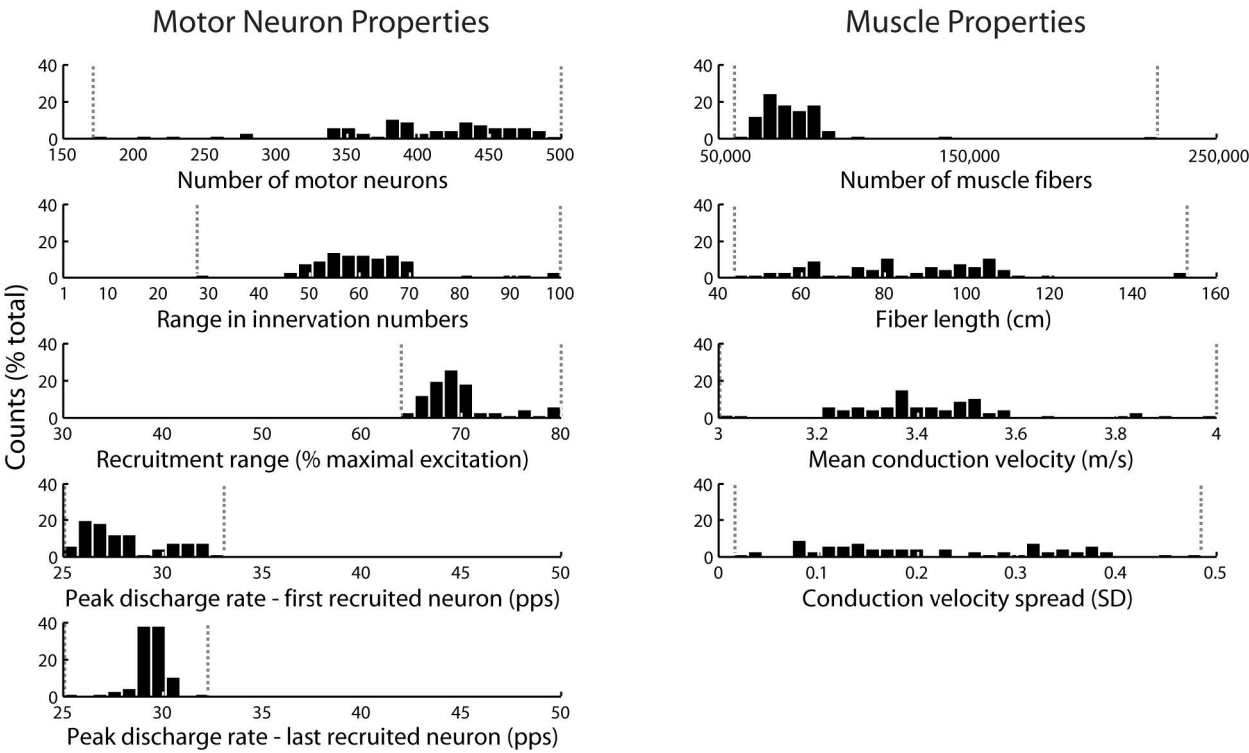 Motor Neuron Properties
Muscle Properties
Counts (% total)
40
20
0
150 200 250 300 350 400 450 500
Number of motor neurons
40
20
0
50,000 150,000 250,000
Number of muscle fibers
40
20
0
1 10 20 30 40 50 60 70 80 90 100
Range in innervation numbers
40
20
0
40 60 80 100 120 140 160
Fiber length (cm)
40
20
0
30 40 50 60 70 80
Recruitment range (% maximal excitation)
40
20
0
3 3.2 3.4 3.6 3.8 4
Mean conduction velocity (m/s)
40
20
0
25 30 35 40 45 50
Peak discharge rate - first recruited neuron (pps)
40
20
0
0 0.1 0.2 0.3 0.4 0.5
Conduction velocity spread (SD)
40
20
0
25 30 35 40 45 50
Peak discharge rate - last recruited neuron (pps)